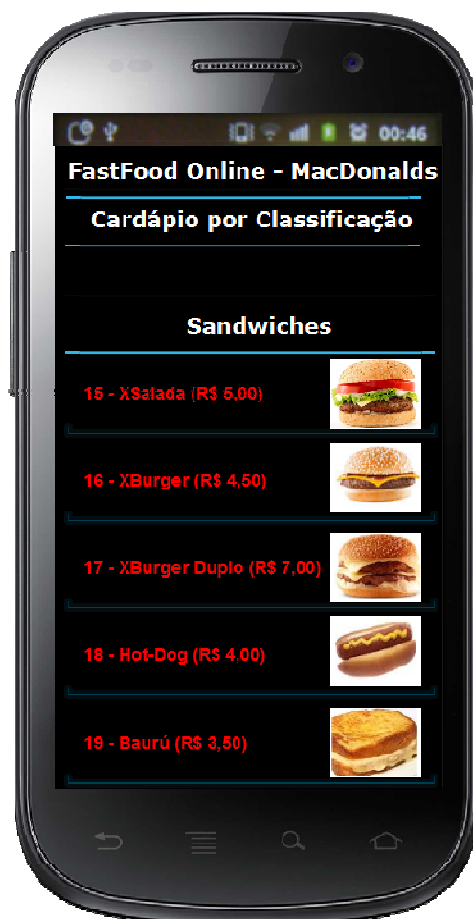 00:46
FastFood Online - MacDonalds
Cardápio por Classificação
Sandwiches
15 - XSalada (R$ 5,00)
16 - XBurger (R$ 4,50)
17 - XBurger Duplo (R$ 7,00)
18 - Hot-Dog (R$ 4,00)
19 - Baurú (R$ 3,50)